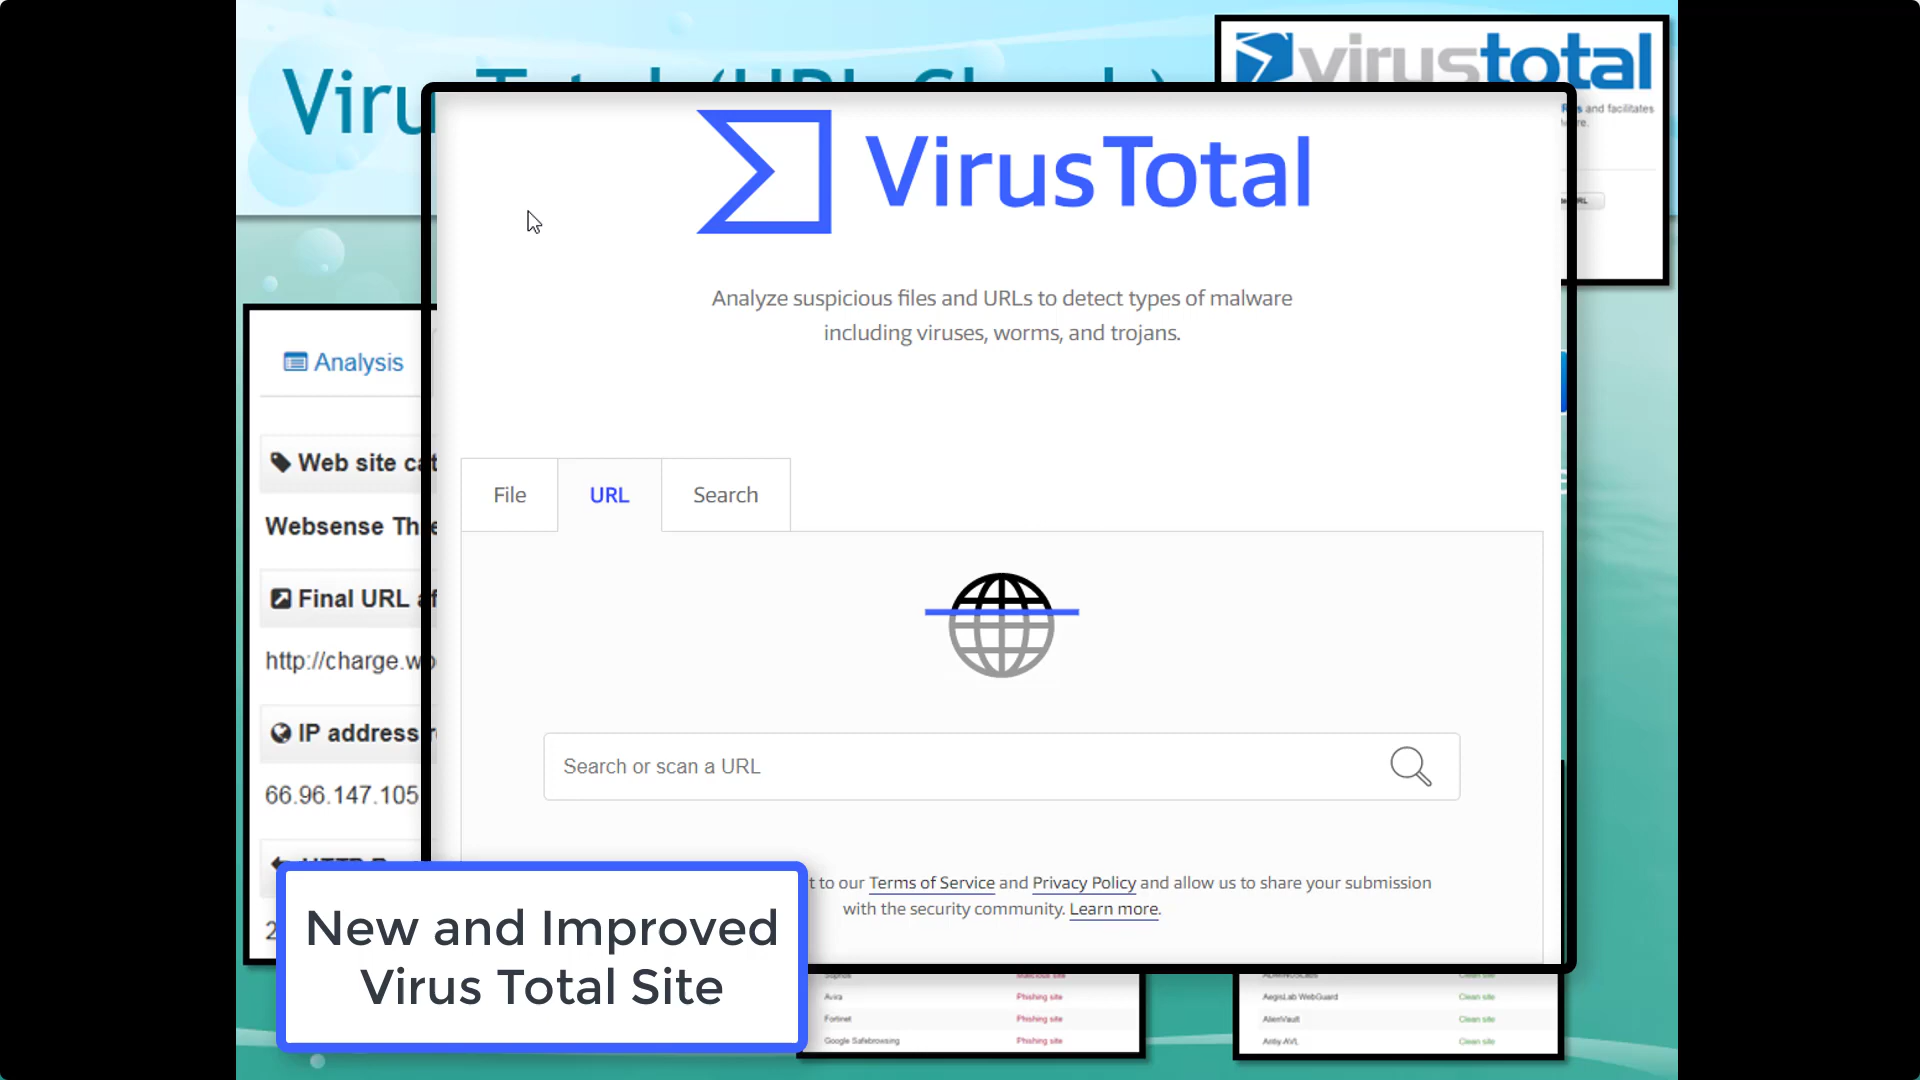 Viru
virustotal
and facilitates
VirusTotal
Analyze suspicious files and URLs to detect types of malware
including viruses, worms, and trojans.
Analysis
File
URL
Search
Web site
Websense
Final URL
http://charge.w
IP address
66.96.147.105
Search or scan a URL
to our Terms of Service and Privacy Policy and allow us to share your submission
with the security community. Learn more.
New and Improved
Virus Total Site
Avira Phishing site
Fortinet Phishing site
Google Safebrowsing Phishing site
AegisLab WebGuard Clean site
AlienVault Clean site
Antiy-AVL Clean site